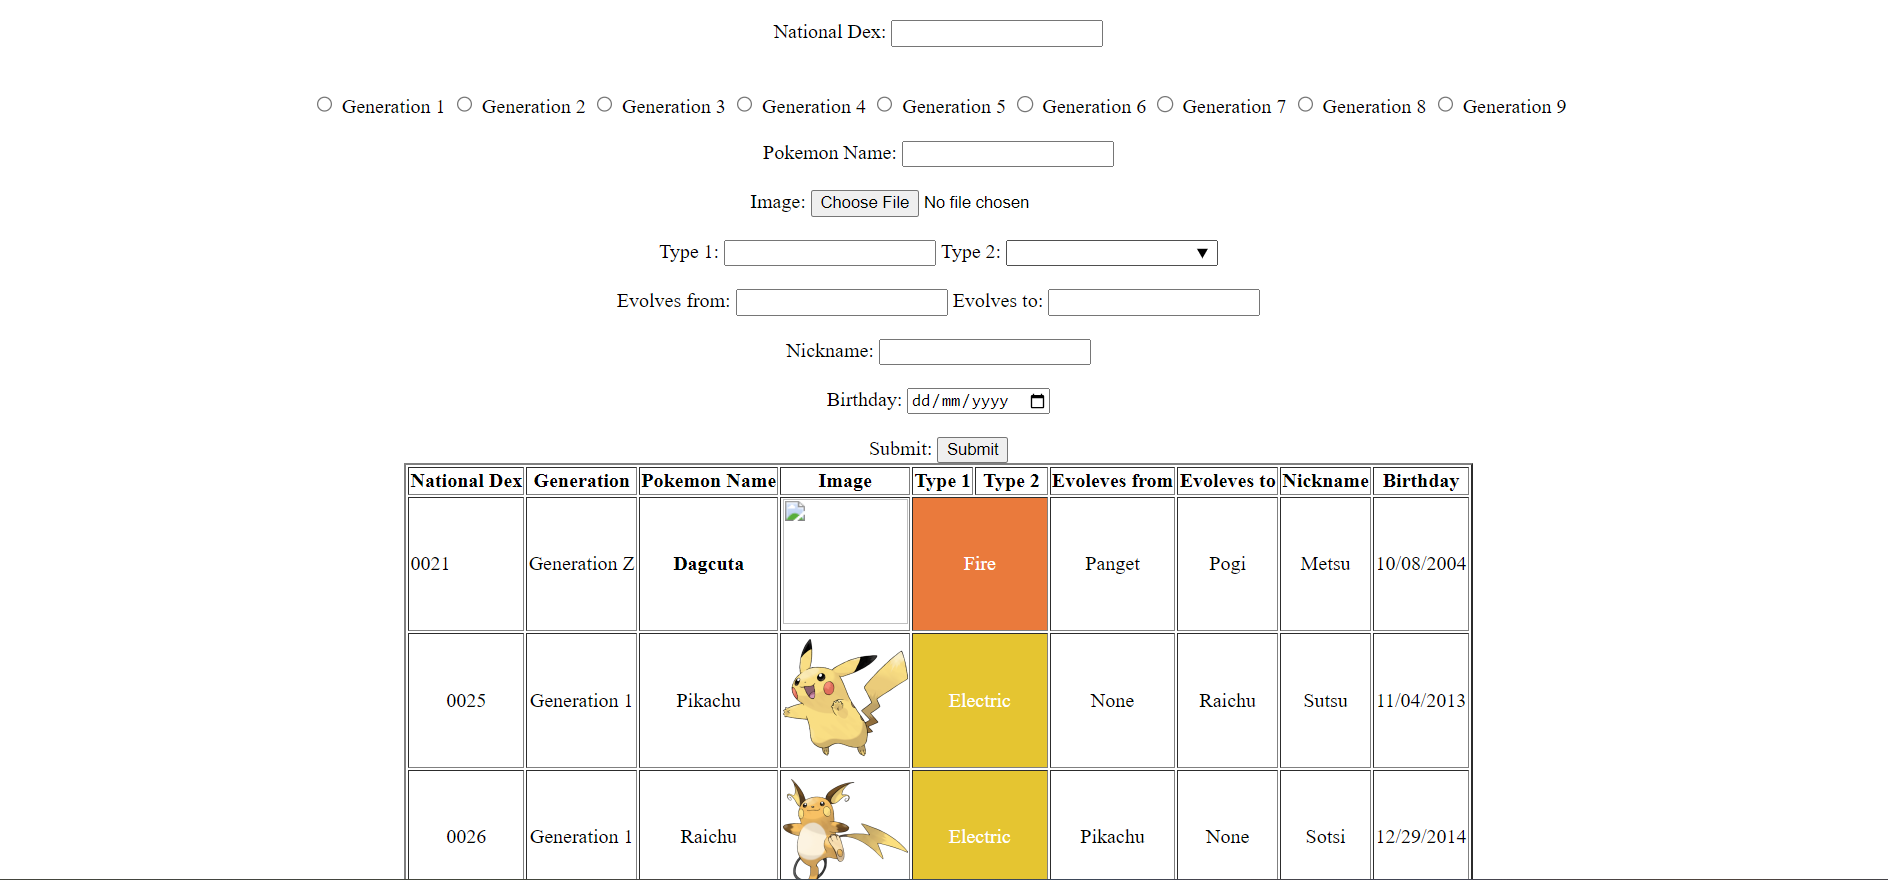 National Dex:
Generation 1 Generation 2 Generation 3 Generation 4 Generation 5 Generation 6 Generation 7 Generation 8 Generation 9
Pokemon Name:
Image: Choose File No file chosen
Type 1: Type 2:
Evolves from: Evolves to:
Nickname:
Birthday: dd/mm/yyyy
Submit: Submit
National Dex Generation Pokemon Name Image Type 1 Type 2 Evoleves from Evoleves to Nickname Birthday
0021 Generation Z Dagcuta Fire Panget Pogi Metsu 10/08/2004
0025 Generation 1 Pikachu Electric None Raichu Sutsu 11/04/2013
0026 Generation 1 Raichu Electric Pikachu None Sotsi 12/29/2014